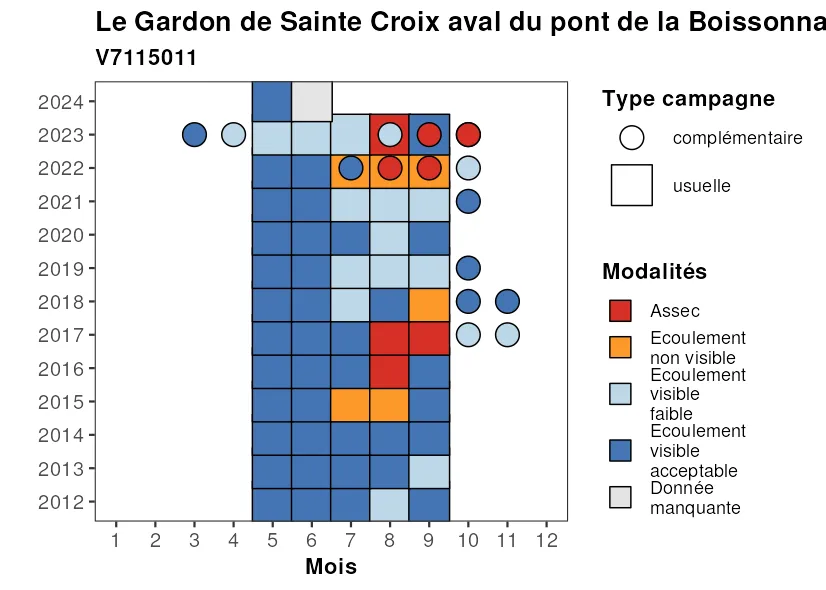 Le Gardon de Sainte Croix aval du pont de la Boissonna
V7115011
2024
2023
2022
2021
2020
2019
2018
2017
2016
2015
2014
2013
2012
1 2 3 4 5 6 7 8 9 10 11 12
Mois
Type campagne
complémentaire
usuelle
Modalités
Assec
Ecoulement
non visible
Ecoulement
visible
faible
Ecoulement
visible
acceptable
Donnée
manquante